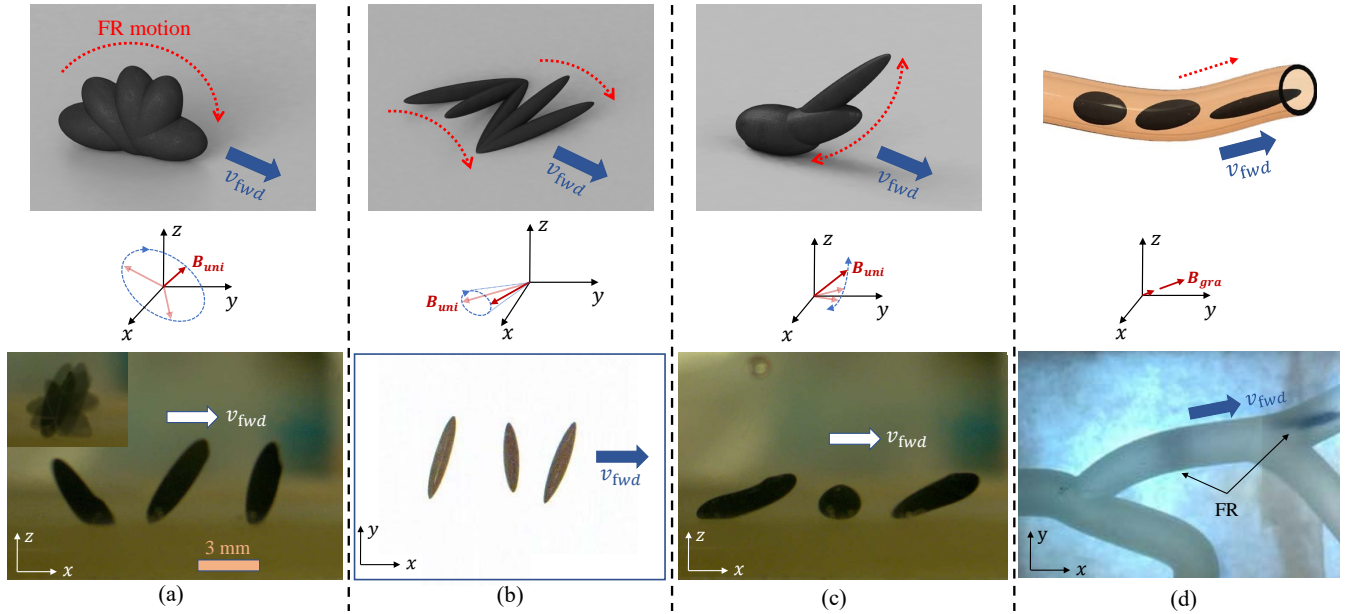 FR motion
v_fwd
z
B_uni
y
x
v_fwd
z
x
3 mm
(a)
v_fwd
z
B_uni
y
x
v_fwd
y
x
(b)
v_fwd
z
B_uni
y
x
v_fwd
z
x
(c)
v_fwd
z
B_gra
y
x
v_fwd
FR
y
x
(d)